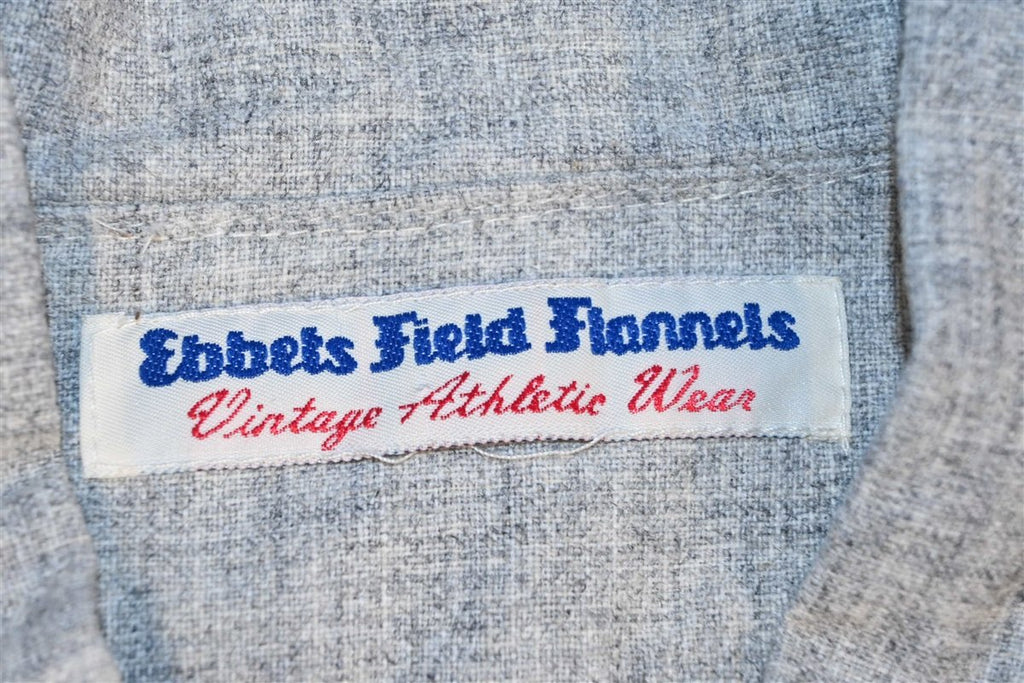 Ebbets Field Flannels
Vintage Athletic Wear